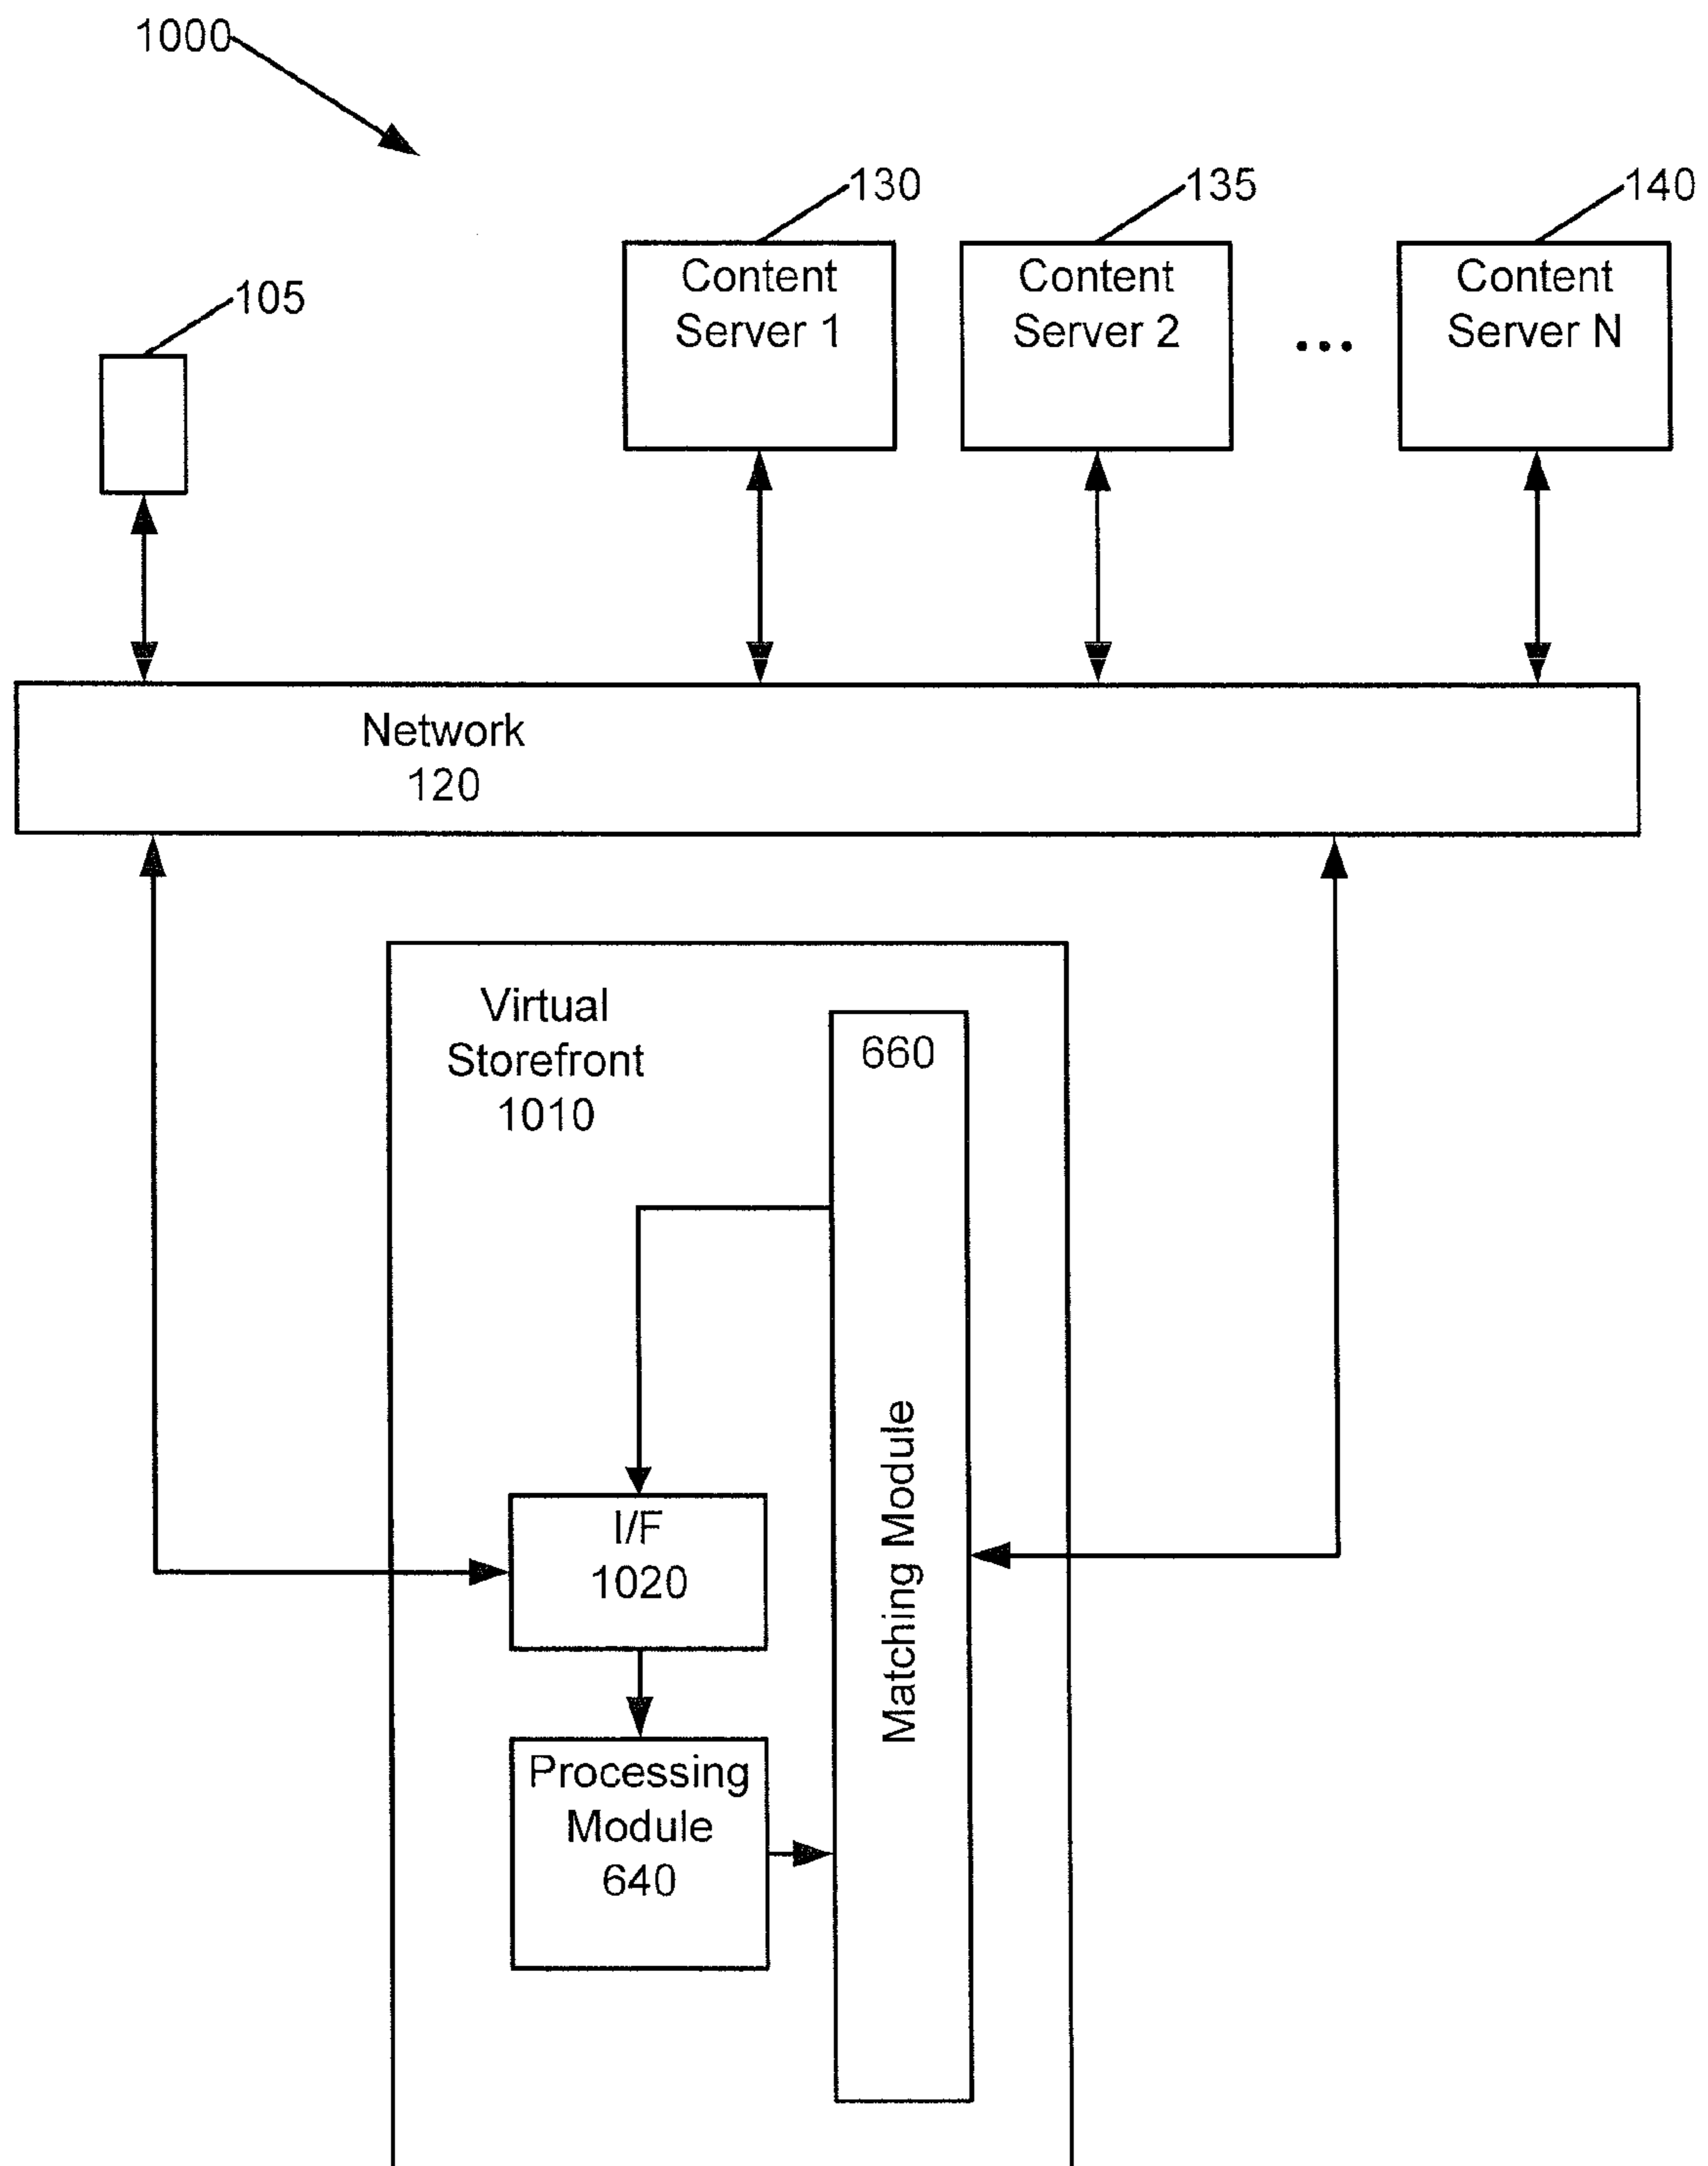 1000
130
135
140
105
Content
Server 1
Content
Server 2
...
Content
Server N
Network
120
Virtual
Storefront
1010
660
Matching Module
I/F
1020
Processing
Module
640